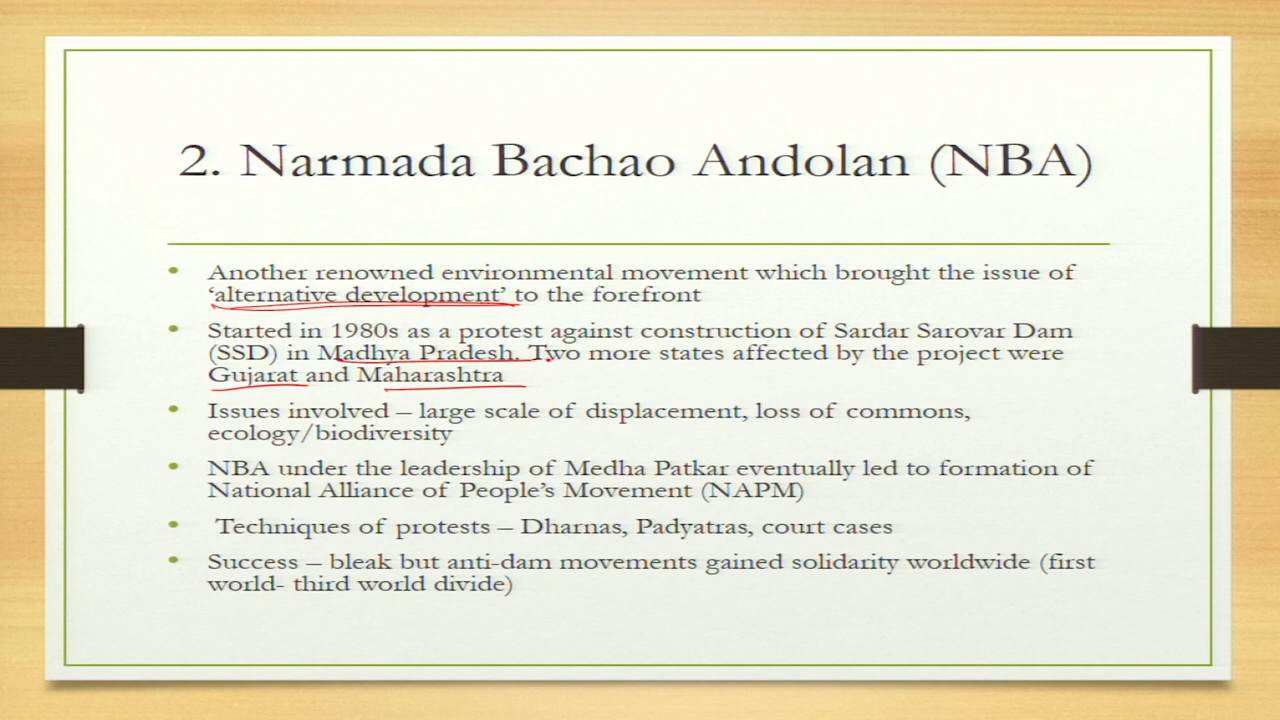 2. Narmada Bachao Andolan (NBA)
• Another renowned environmental movement which brought the issue of
‘alternative development’ to the forefront
• Started in 1980s as a protest against construction of Sardar Sarovar Dam
(SSD) in Madhya Pradesh. Two more states affected by the project were
Gujarat and Maharashtra
• Issues involved – large scale of displacement, loss of commons,
ecology/biodiversity
• NBA under the leadership of Medha Patkar eventually led to formation of
National Alliance of People’s Movement (NAPM)
• Techniques of protests – Dharnas, Padyatras, court cases
• Success – bleak but anti-dam movements gained solidarity worldwide (first
world- third world divide)